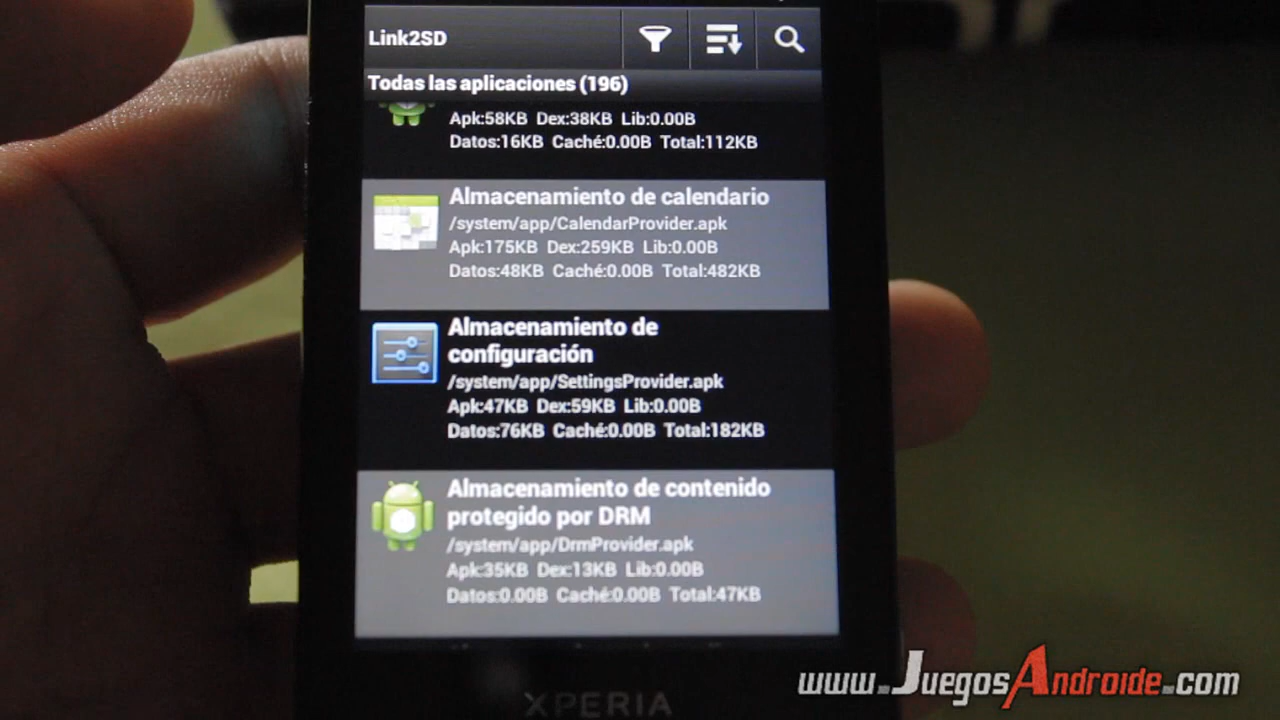 Link2SD
Todas las aplicaciones (196)
Apk:58KB Dex:38KB Lib:0.00B
Datos:16KB Caché:0.00B Total:112KB
Almacenamiento de calendario
/system/app/CalendarProvider.apk
Apk:175KB Dex:259KB Lib:0.00B
Datos:48KB Caché:0.00B Total:482KB
Almacenamiento de
configuración
/system/app/SettingsProvider.apk
Apk:47KB Dex:59KB Lib:0.00B
Datos:76KB Caché:0.00B Total:182KB
Almacenamiento de contenido
protegido por DRM
/system/app/DrmProvider.apk
Apk:35KB Dex:13KB Lib:0.00B
Datos:0.00B Caché:0.00B Total:47KB
XPERIA
www.JuegosAndroide.com